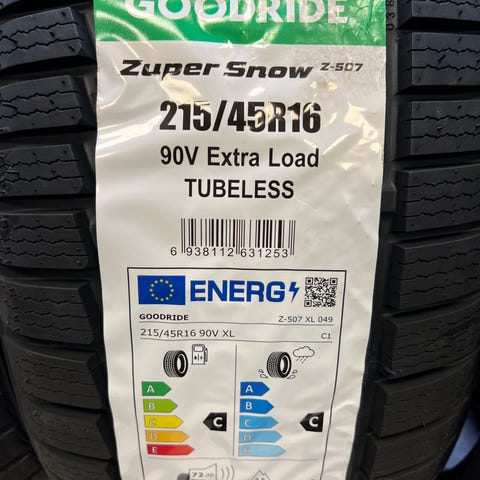 GOODRIDE
Zuper Snow Z-507
215/45R16
90V Extra Load
TUBELESS
6 938112 631253
ENERG
GOODRIDE
Z-507 XL 049
215/45R16 90V XL
C1
A
B
C
D
E
C
A
B
C
D
E
C
72 dB